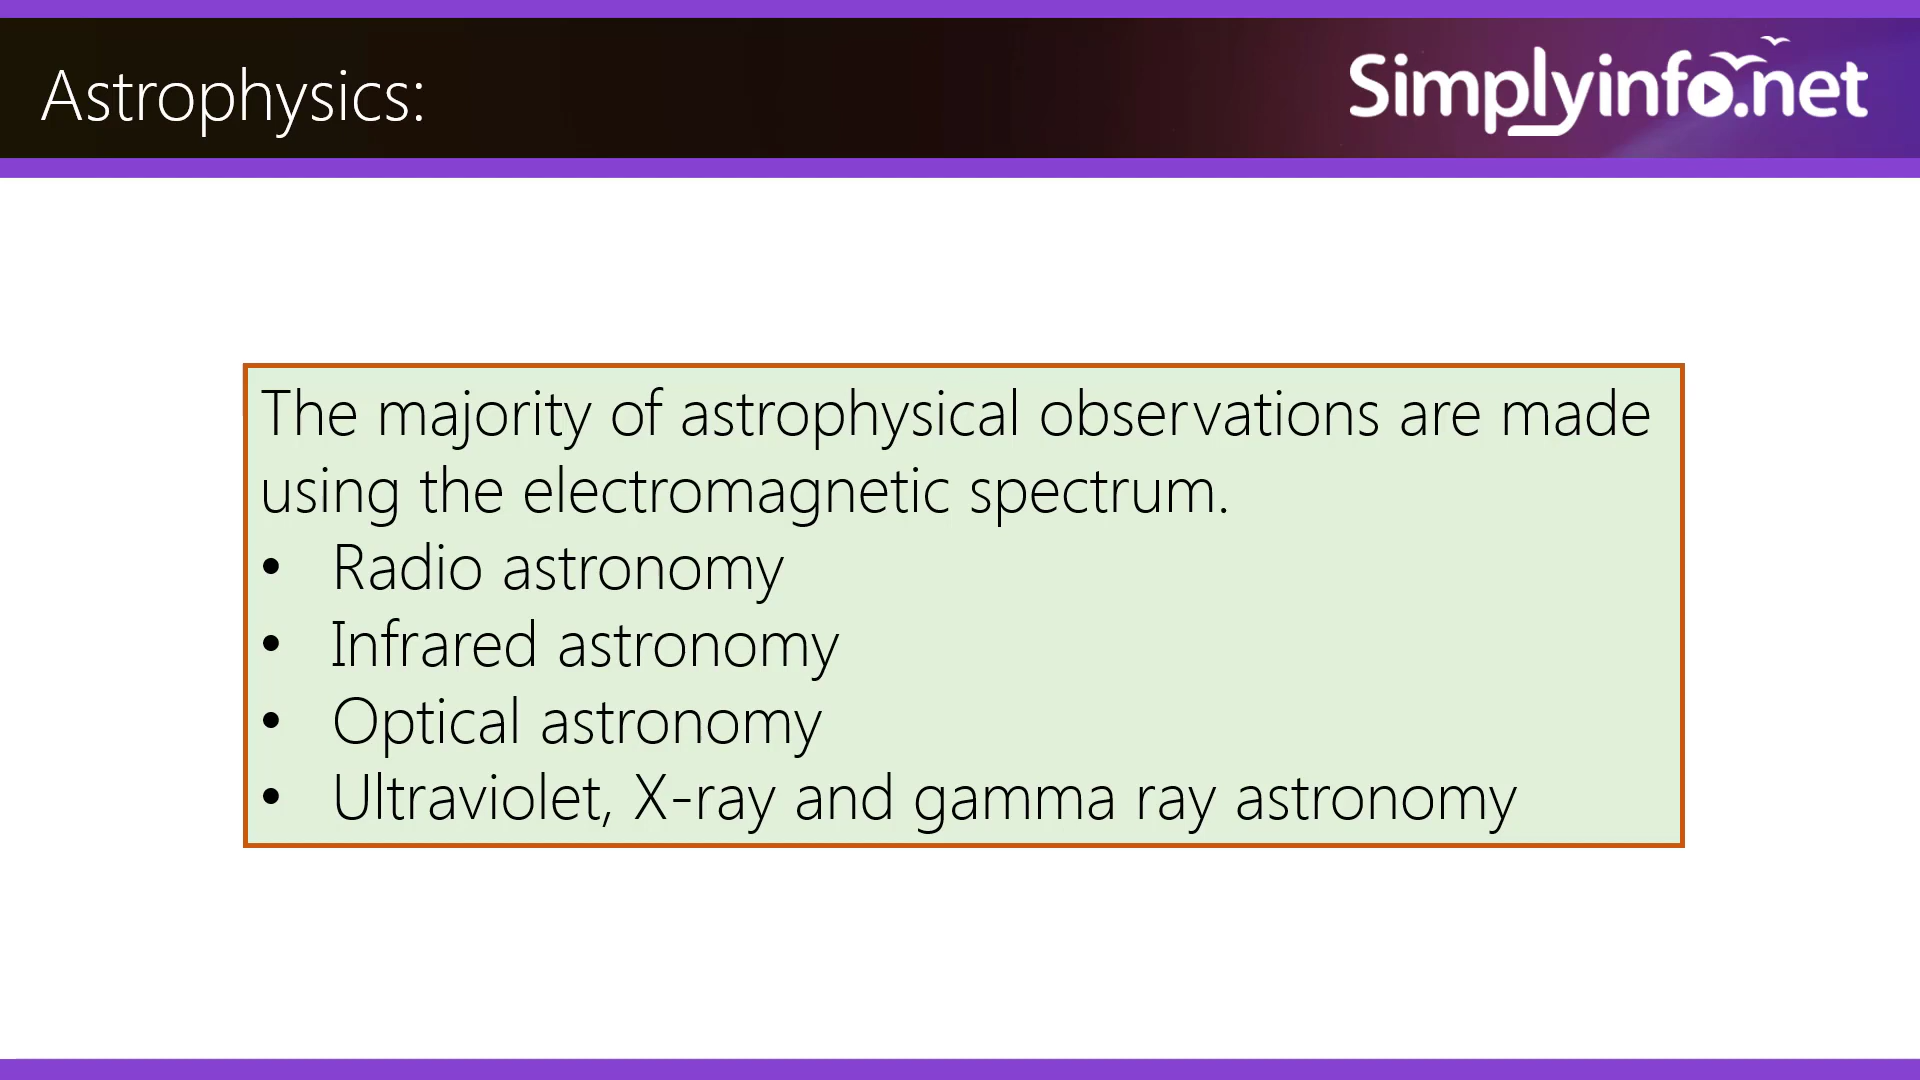 Astrophysics:
Simplyinfo.net
The majority of astrophysical observations are made
using the electromagnetic spectrum.
• Radio astronomy
• Infrared astronomy
• Optical astronomy
• Ultraviolet, X-ray and gamma ray astronomy